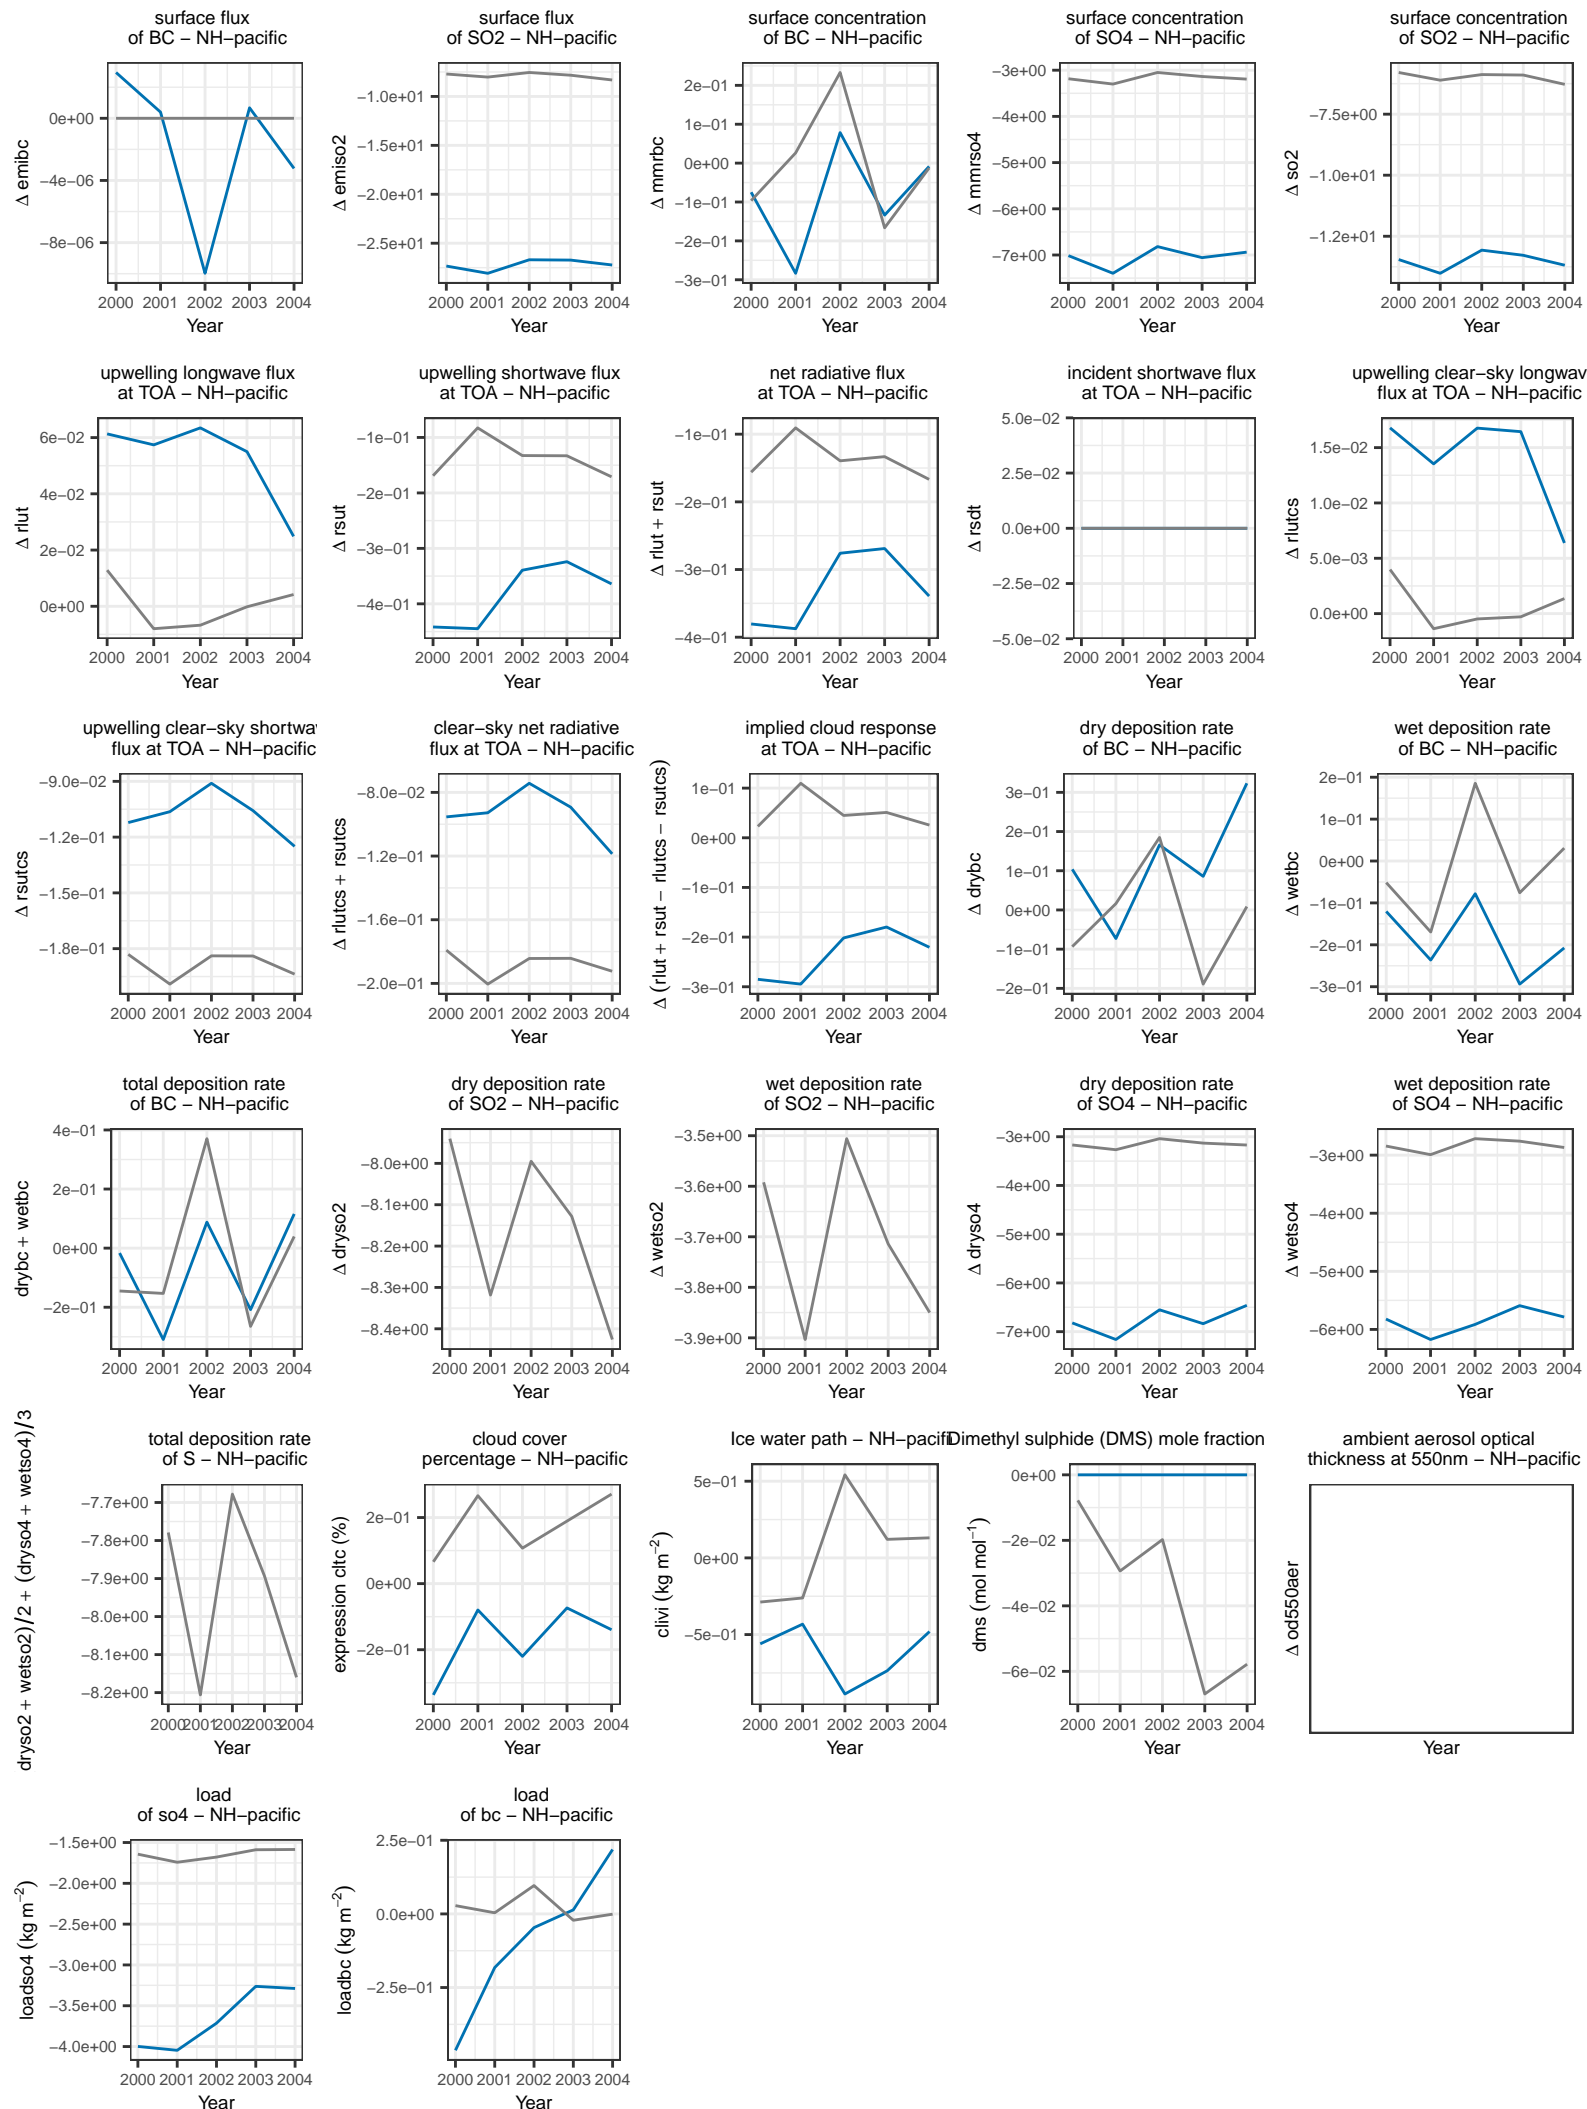 surface flux
of BC − NH−pacific
Δ emibc
0e+00
−4e−06
−8e−06
2000 2001 2002 2003 2004
Year
surface flux
of SO2 − NH−pacific
Δ emiso2
−1.0e+01
−1.5e+01
−2.0e+01
−2.5e+01
2000 2001 2002 2003 2004
Year
surface concentration
of BC − NH−pacific
Δ mmrbc
2e−01
1e−01
0e+00
−1e−01
−2e−01
−3e−01
2000 2001 2002 2003 2004
Year
surface concentration
of SO4 − NH−pacific
Δ mmrso4
−3e+00
−4e+00
−5e+00
−6e+00
−7e+00
2000 2001 2002 2003 2004
Year
surface concentration
of SO2 − NH−pacific
Δ so2
−7.5e+00
−1.0e+01
−1.2e+01
2000 2001 2002 2003 2004
Year
upwelling longwave flux
at TOA − NH−pacific
Δ rlut
6e−02
4e−02
2e−02
0e+00
2000 2001 2002 2003 2004
Year
upwelling shortwave flux
at TOA − NH−pacific
Δ rsut
−1e−01
−2e−01
−3e−01
−4e−01
2000 2001 2002 2003 2004
Year
net radiative flux
at TOA − NH−pacific
Δ rlut + rsut
−1e−01
−2e−01
−3e−01
−4e−01
2000 2001 2002 2003 2004
Year
incident shortwave flux
at TOA − NH−pacific
Δ rsdt
5.0e−02
2.5e−02
0.0e+00
−2.5e−02
−5.0e−02
2000 2001 2002 2003 2004
Year
upwelling clear−sky longwav
flux at TOA − NH−pacific
Δ rlutcs
1.5e−02
1.0e−02
5.0e−03
0.0e+00
2000 2001 2002 2003 2004
Year
upwelling clear−sky shortwav
flux at TOA − NH−pacific
Δ rsutcs
−9.0e−02
−1.2e−01
−1.5e−01
−1.8e−01
2000 2001 2002 2003 2004
Year
clear−sky net radiative
flux at TOA − NH−pacific
Δ rlutcs + rsutcs
−8.0e−02
−1.2e−01
−1.6e−01
−2.0e−01
2000 2001 2002 2003 2004
Year
implied cloud response
at TOA − NH−pacific
Δ (rlut + rsut − rlutcs − rsutcs)
1e−01
0e+00
−1e−01
−2e−01
−3e−01
2000 2001 2002 2003 2004
Year
dry deposition rate
of BC − NH−pacific
Δ drybc
3e−01
2e−01
1e−01
0e+00
−1e−01
−2e−01
2000 2001 2002 2003 2004
Year
wet deposition rate
of BC − NH−pacific
Δ wetbc
2e−01
1e−01
0e+00
−1e−01
−2e−01
−3e−01
2000 2001 2002 2003 2004
Year
total deposition rate
of BC − NH−pacific
drybc + wetbc
4e−01
2e−01
0e+00
−2e−01
2000 2001 2002 2003 2004
Year
dry deposition rate
of SO2 − NH−pacific
Δ dryso2
−8.0e+00
−8.1e+00
−8.2e+00
−8.3e+00
−8.4e+00
2000 2001 2002 2003 2004
Year
wet deposition rate
of SO2 − NH−pacific
Δ wetso2
−3.5e+00
−3.6e+00
−3.7e+00
−3.8e+00
−3.9e+00
2000 2001 2002 2003 2004
Year
dry deposition rate
of SO4 − NH−pacific
Δ dryso4
−3e+00
−4e+00
−5e+00
−6e+00
−7e+00
2000 2001 2002 2003 2004
Year
wet deposition rate
of SO4 − NH−pacific
Δ wetso4
−3e+00
−4e+00
−5e+00
−6e+00
2000 2001 2002 2003 2004
Year
total deposition rate
of S − NH−pacific
dryso2 + wetso2)/2 + (dryso4 + wetso4)/3
−7.7e+00
−7.8e+00
−7.9e+00
−8.0e+00
−8.1e+00
−8.2e+00
2000 2001 2002 2003 2004
Year
cloud cover
percentage − NH−pacific
expression cltc (%)
2e−01
0e+00
−2e−01
2000 2001 2002 2003 2004
Year
Ice water path − NH−pacific
clivi (kg m−2)
5e−01
0e+00
−5e−01
2000 2001 2002 2003 2004
Year
Dimethyl sulphide (DMS) mole fraction
dms (mol mol−1)
0e+00
−2e−02
−4e−02
−6e−02
2000 2001 2002 2003 2004
Year
ambient aerosol optical
thickness at 550nm − NH−pacific
Δ od550aer
Year
load
of so4 − NH−pacific
loadso4 (kg m−2)
−1.5e+00
−2.0e+00
−2.5e+00
−3.0e+00
−3.5e+00
−4.0e+00
2000 2001 2002 2003 2004
Year
load
of bc − NH−pacific
loadbc (kg m−2)
2.5e−01
0.0e+00
−2.5e−01
2000 2001 2002 2003 2004
Year